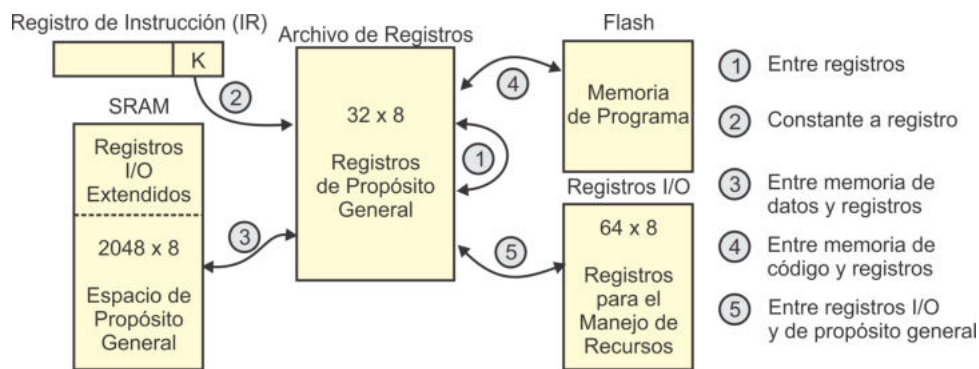 Registro de Instrucción (IR)
K
2
SRAM
Registros
I/O
Extendidos
2048 x 8
Espacio de
Propósito
General
3
Archivo de Registros
32 x 8
Registros
de Propósito
General
1
4
5
Flash
Memoria
de Programa
Registros I/O
64 x 8
Registros
para el
Manejo de
Recursos
1 Entre registros
2 Constante a registro
3 Entre memoria de
datos y registros
4 Entre memoria de
código y registros
5 Entre registros I/O
y de propósito general